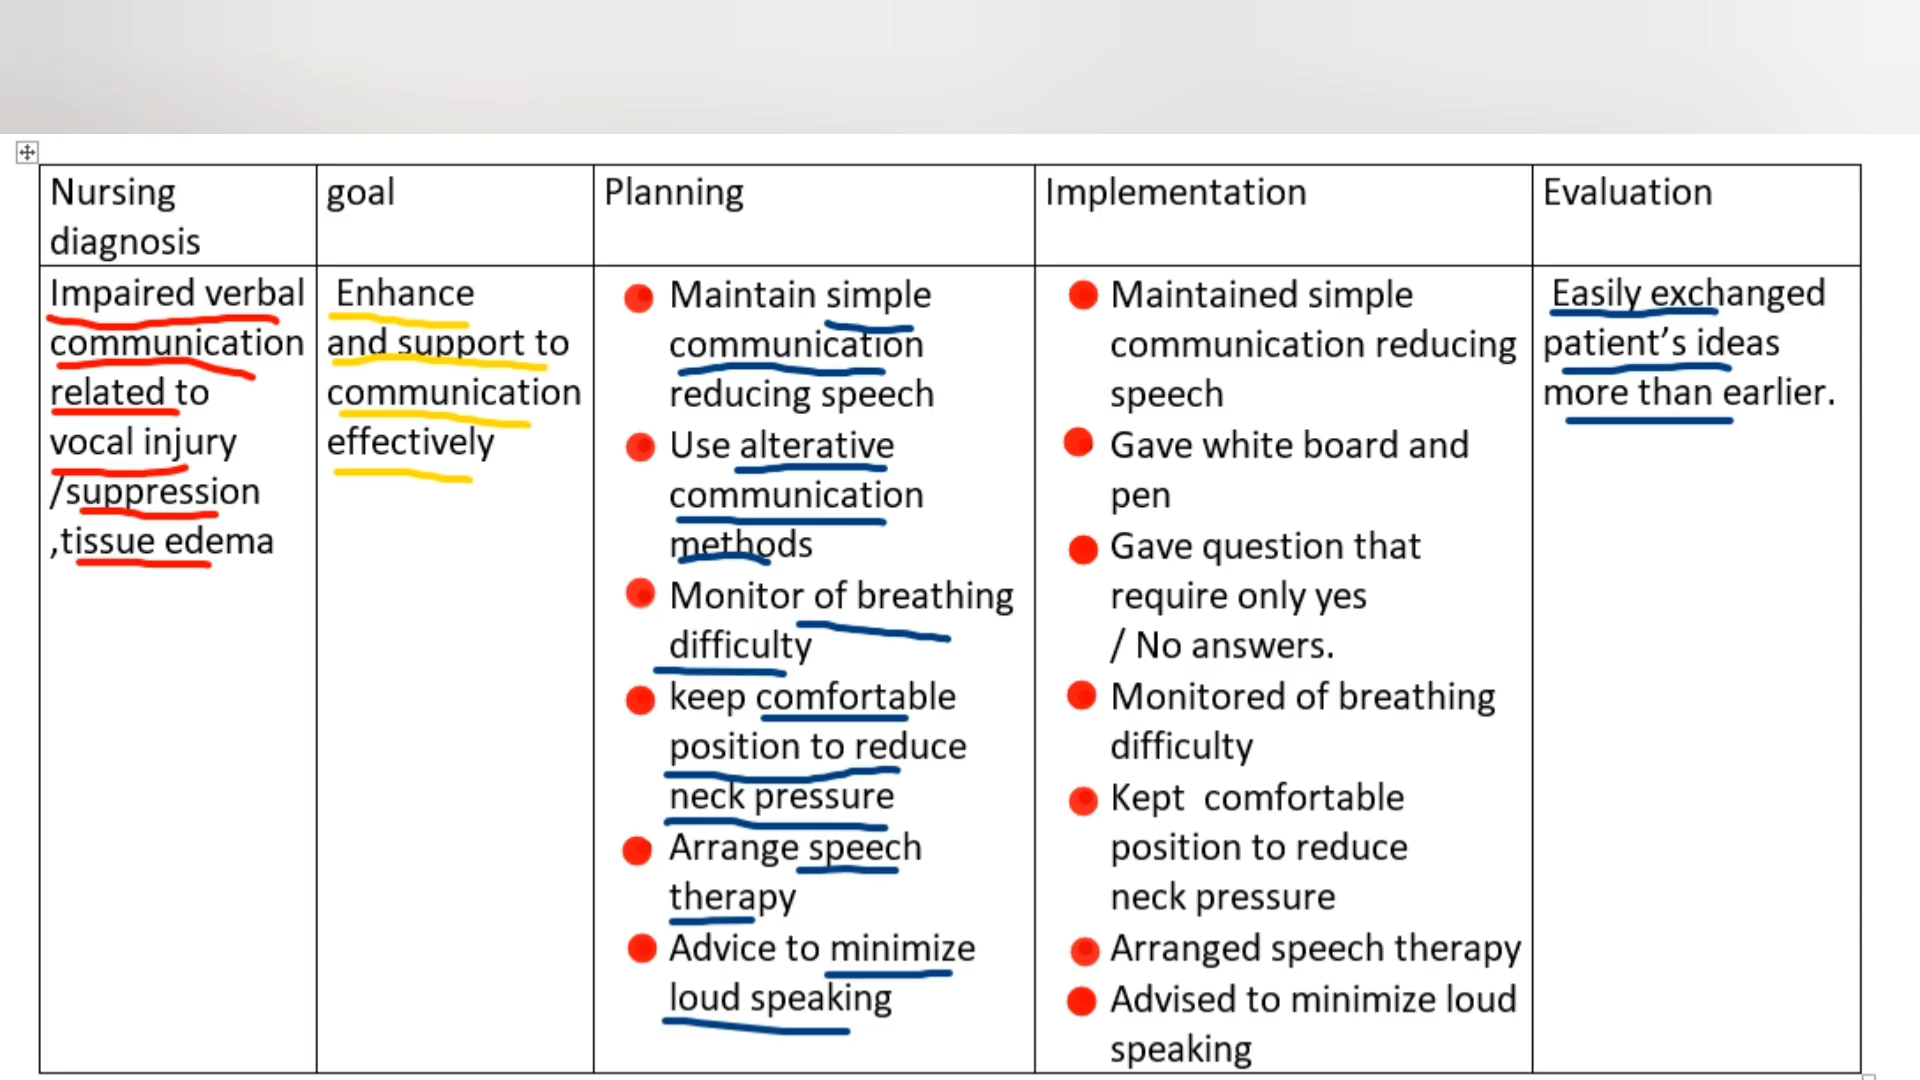 Nursing
diagnosis
goal
Planning
Implementation
Evaluation
Impaired verbal
communication
related to
vocal injury
/suppression
,tissue edema
Enhance
and support to
communication
effectively
Maintain simple
communication
reducing speech
Use alterative
communication
methods
Monitor of breathing
difficulty
keep comfortable
position to reduce
neck pressure
Arrange speech
therapy
Advice to minimize
loud speaking
Maintained simple
communication reducing
speech
Gave white board and
pen
Gave question that
require only yes
/ No answers.
Monitored of breathing
difficulty
Kept  comfortable
position to reduce
neck pressure
Arranged speech therapy
Advised to minimize loud
speaking
Easily exchanged
patient’s ideas
more than earlier.